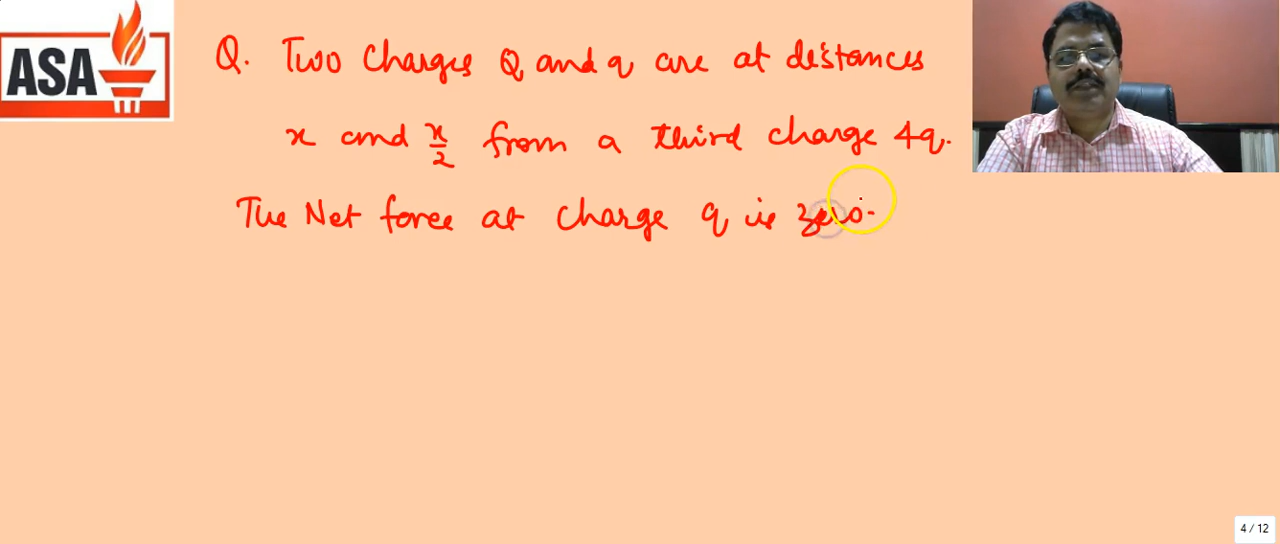 ASA
Q. Two Charges Q and q are at distances
x and x/2 from a third charge 4q.
The Net force at charge q is zero.
4 / 12